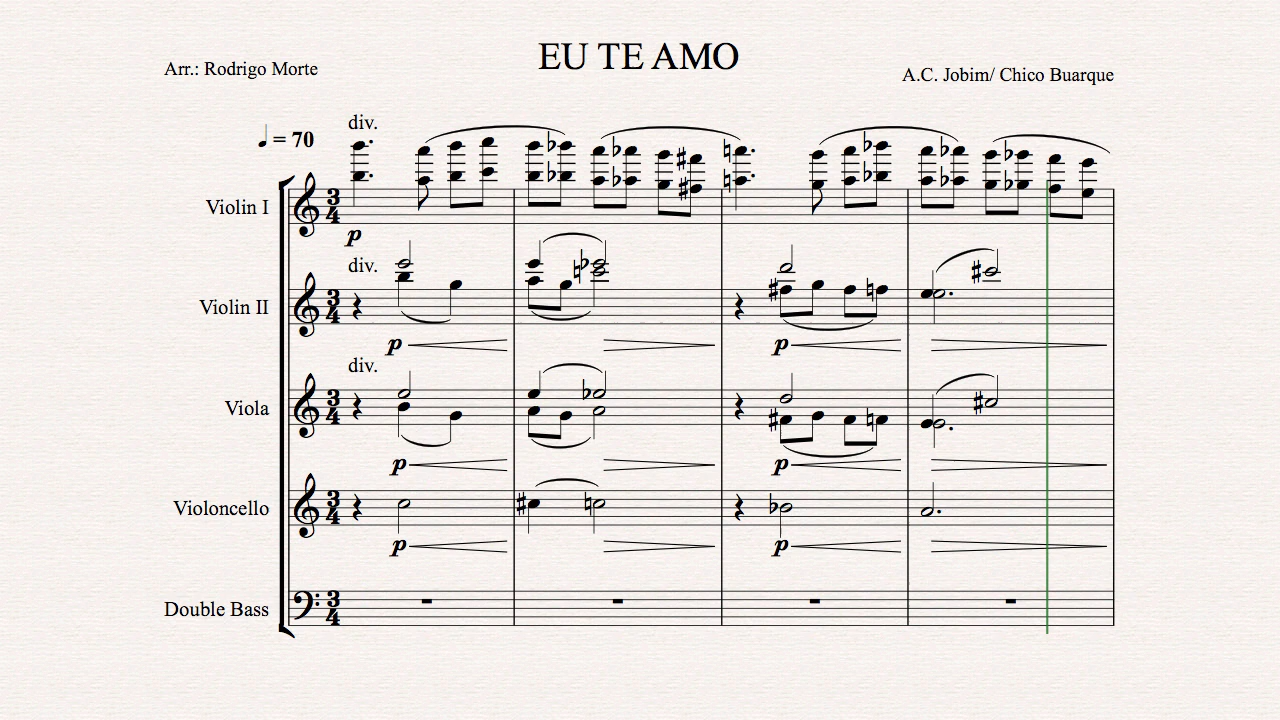 EU TE AMO
Arr.: Rodrigo Morte
A.C. Jobim/ Chico Buarque
= 70
div.
Violin I
p
div.
Violin II
p p
div.
Viola
p p
Violoncello
p p
Double Bass